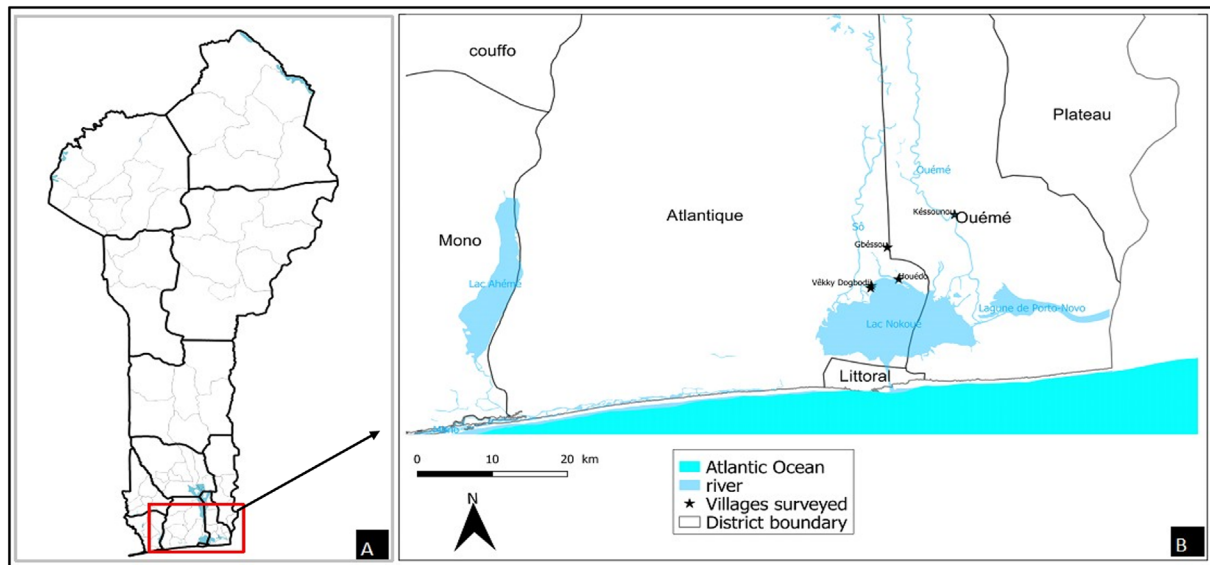 couffo
Plateau
Ouémé
Atlantique
Késsounou
Ouémé
Sô
Mono
Gbéssou
Houédo
Lac Ahémé
Vêkky Dogbodji
Lagune de Porto-Novo
Lac Nokoué
Littoral
0 10 20 km
N
Atlantic Ocean
river
Villages surveyed
District boundary
A
B